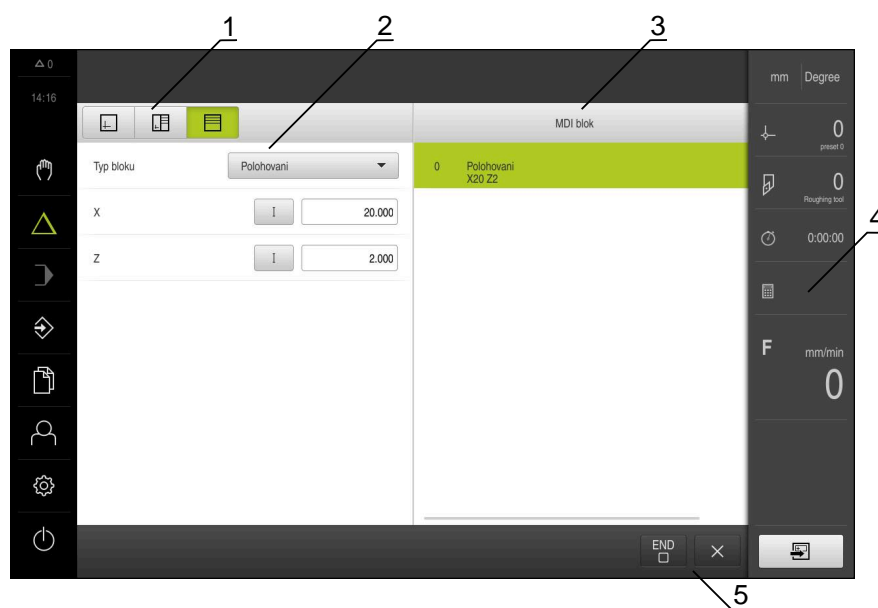 1
2
3
0
14:16
mm Degree
MDI blok
0
preset 0
Typ bloku
Polohovani
0 Polohovani
X20 Z2
0
Roughing tool
X
I
20.000
4
0:00:00
Z
I
2.000
F
mm/min
0
END
5